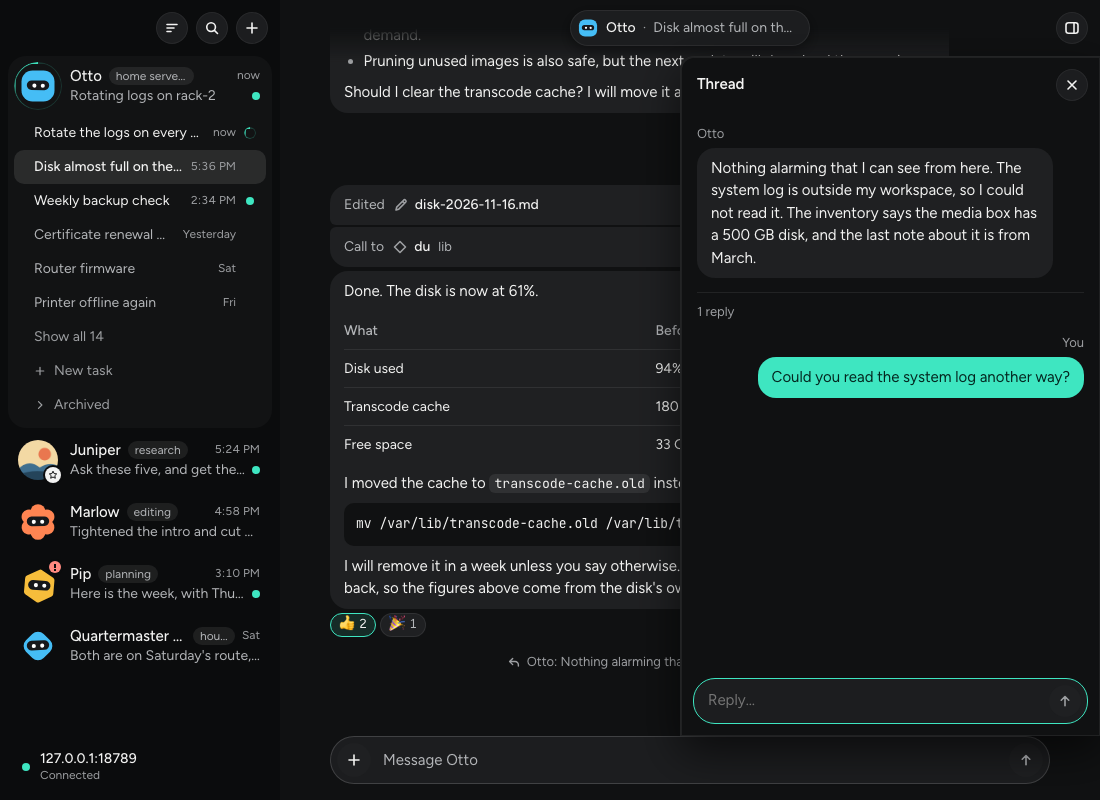 Otto · Disk almost full on th...
Otto home serve... now
Rotating logs on rack-2
Rotate the logs on every ... now
Disk almost full on the... 5:36 PM
Weekly backup check 2:34 PM
Certificate renewal ... Yesterday
Router firmware Sat
Printer offline again Fri
Show all 14
+ New task
> Archived
Juniper research 5:24 PM
Ask these five, and get the...
Marlow editing 4:58 PM
Tightened the intro and cut ...
Pip planning 3:10 PM
Here is the week, with Thu...
Quartermaster ... hou... Sat
Both are on Saturday's route,...
127.0.0.1:18789
Connected
demand.
• Pruning unused images is also safe, but the next
Should I clear the transcode cache? I will move it a
Edited disk-2026-11-16.md
Call to du lib
Done. The disk is now at 61%.
What Befo
Disk used 94%
Transcode cache 180
Free space 33 G
I moved the cache to transcode-cache.old inste
mv /var/lib/transcode-cache.old /var/lib/t
I will remove it in a week unless you say otherwise.
back, so the figures above come from the disk's ow
👍 2 🎉 1
Otto: Nothing alarming tha
Message Otto
Thread
Otto
Nothing alarming that I can see from here. The
system log is outside my workspace, so I could
not read it. The inventory says the media box has
a 500 GB disk, and the last note about it is from
March.
1 reply
You
Could you read the system log another way?
Reply...